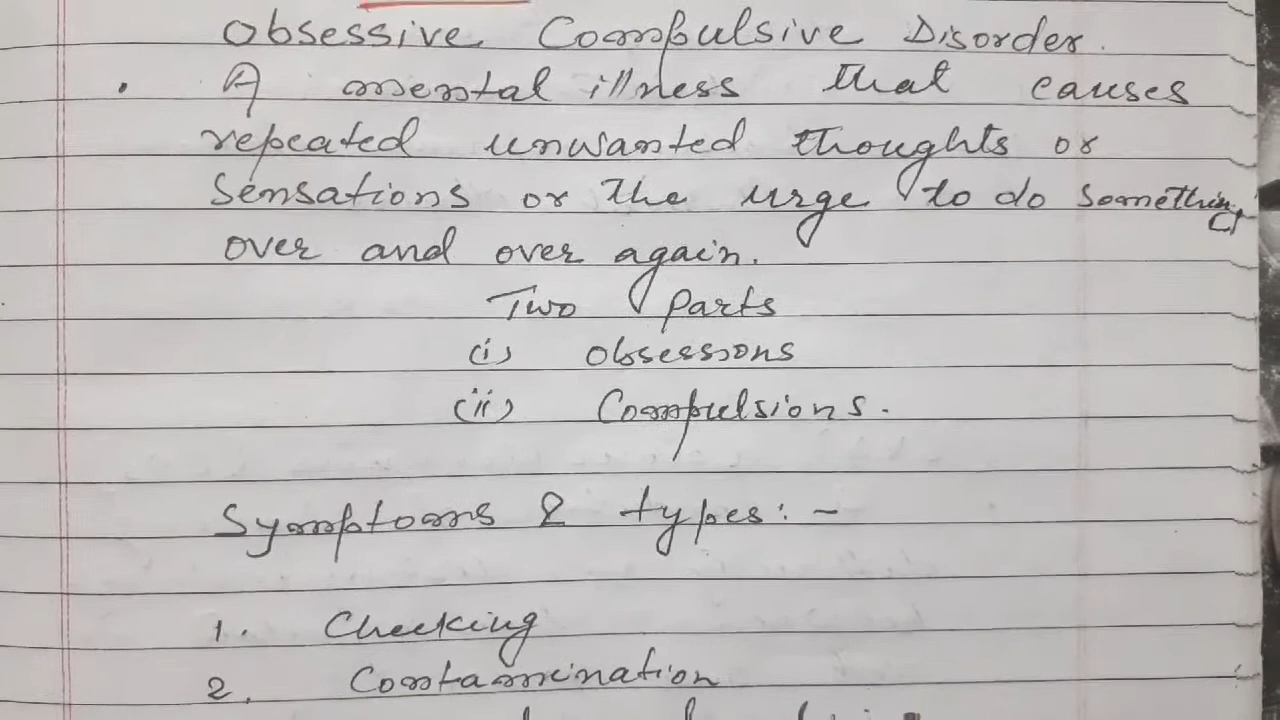 Obsessive Compulsive Disorder.
. A mental illness that causes
repeated unwanted thoughts or
sensations or the urge to do something
over and over again.
Two parts
(i) Obsessions
(ii) Compulsions.
Symptoms & types:-
1. Checking
2. Contamination